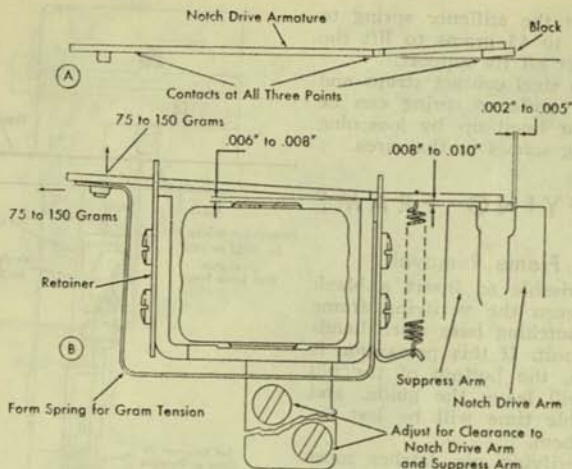 Notch Drive Armature
Block
A
Contacts at All Three Points
.002" to .005"
75 to 150 Grams
.006" to .008"
.008" to .010"
75 to 150 Grams
Retainer
B
Suppress Arm
Notch Drive Arm
Form Spring for Gram Tension
Adjust for Clearance to
Notch Drive Arm
and Suppress Arm